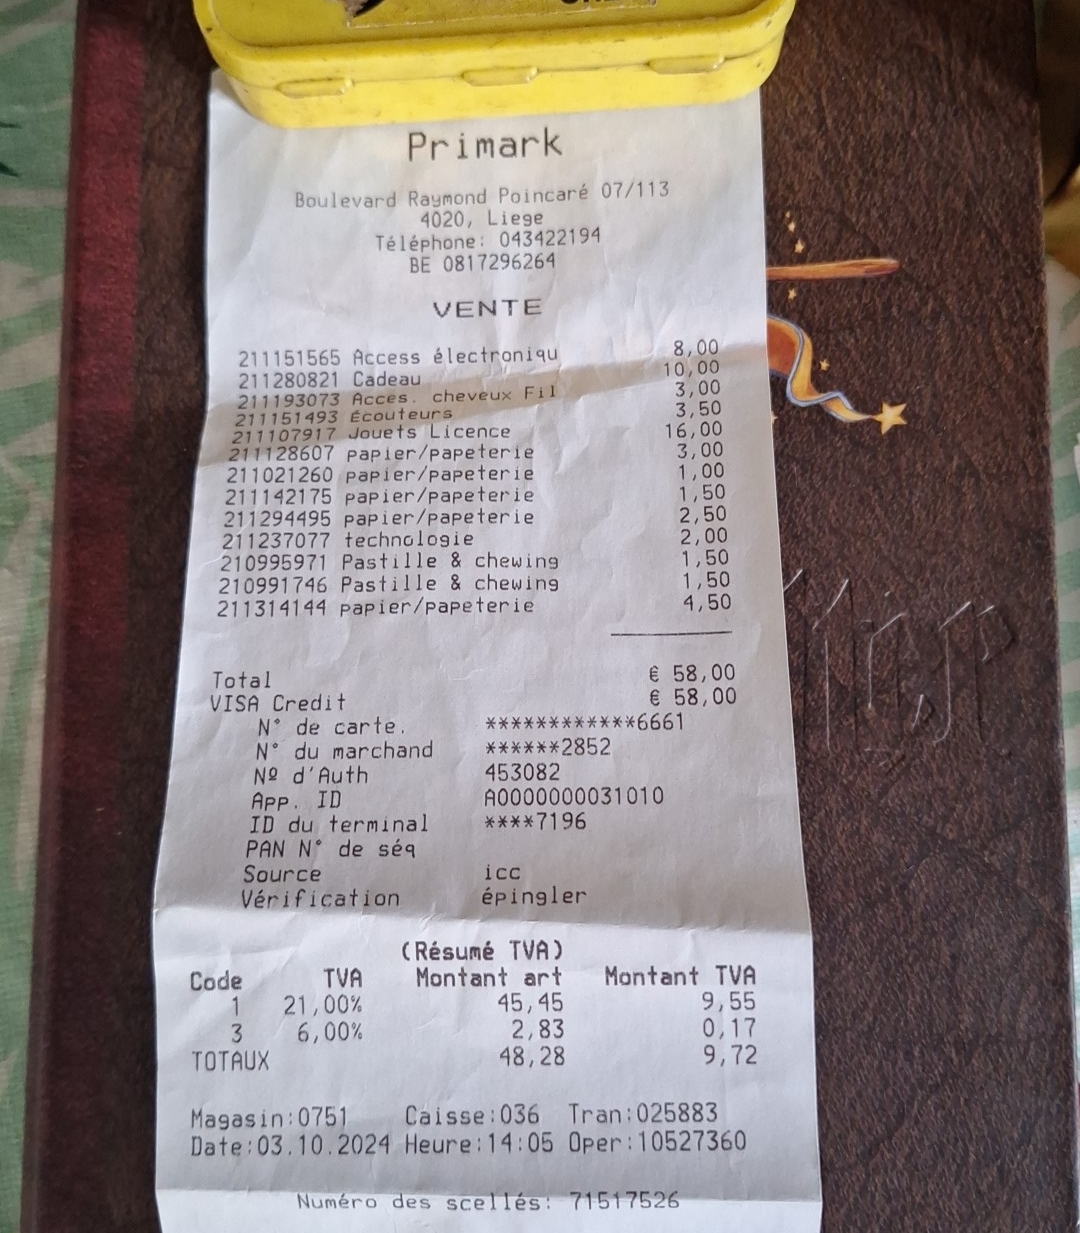 Primark
Boulevard Raymond Poincaré 07/113
4020, Liege
Téléphone: 043422194
BE 0817296264
VENTE
211151565 Access électroniqu 8,00
211280821 Cadeau 10,00
211193073 Acces. cheveux Fil 3,00
211151493 Écouteurs 3,50
211107917 Jouets Licence 16,00
211128607 papier/papeterie 3,00
211021260 papier/papeterie 1,00
211142175 papier/papeterie 1,50
211294495 papier/papeterie 2,50
211237077 technologie 2,00
210995971 Pastille & chewing 1,50
210991746 Pastille & chewing 1,50
211314144 papier/papeterie 4,50
Total € 58,00
VISA Credit € 58,00
N° de carte. ************6661
N° du marchand ******2852
Nº d'Auth 453082
App. ID A0000000031010
ID du terminal ****7196
PAN N° de séq
Source icc
Vérification épingler
(Résumé TVA)
Code TVA Montant art Montant TVA
1 21,00% 45,45 9,55
3 6,00% 2,83 0,17
TOTAUX 48,28 9,72
Magasin:0751 Caisse:036 Tran:025883
Date:03.10.2024 Heure:14:05 Oper:10527360
Numéro des scellés: 71517526